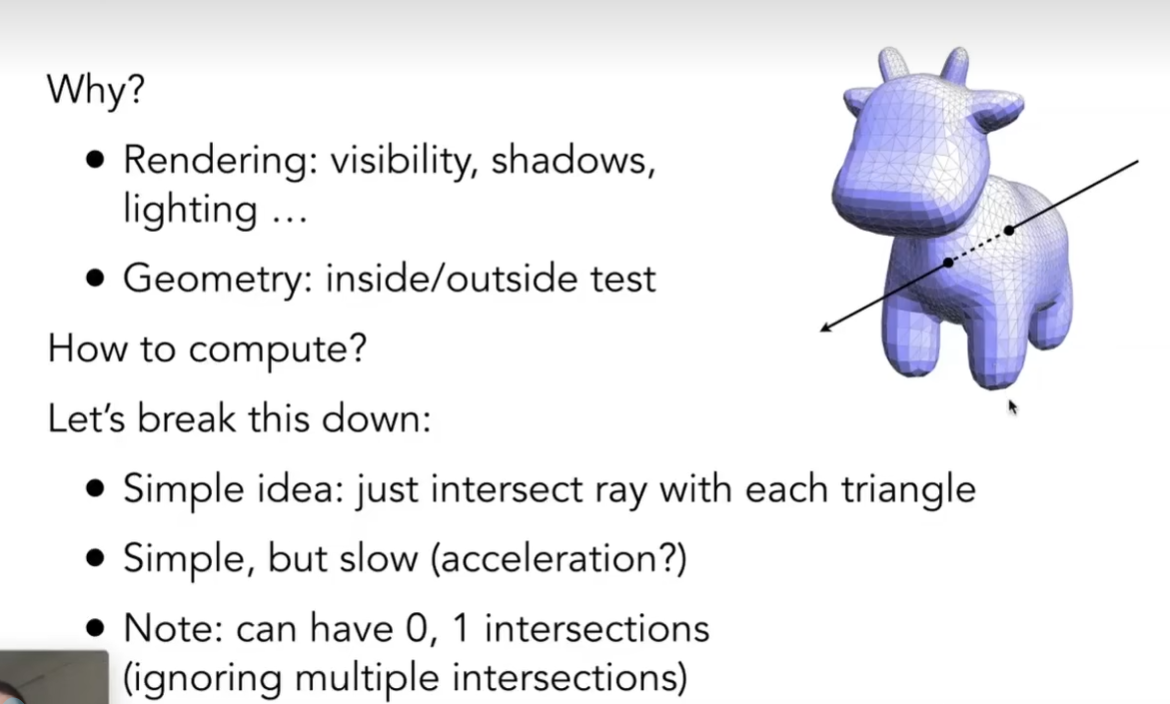 Why?
● Rendering: visibility, shadows,
lighting …
● Geometry: inside/outside test
How to compute?
Let’s break this down:
● Simple idea: just intersect ray with each triangle
● Simple, but slow (acceleration?)
● Note: can have 0, 1 intersections
(ignoring multiple intersections)